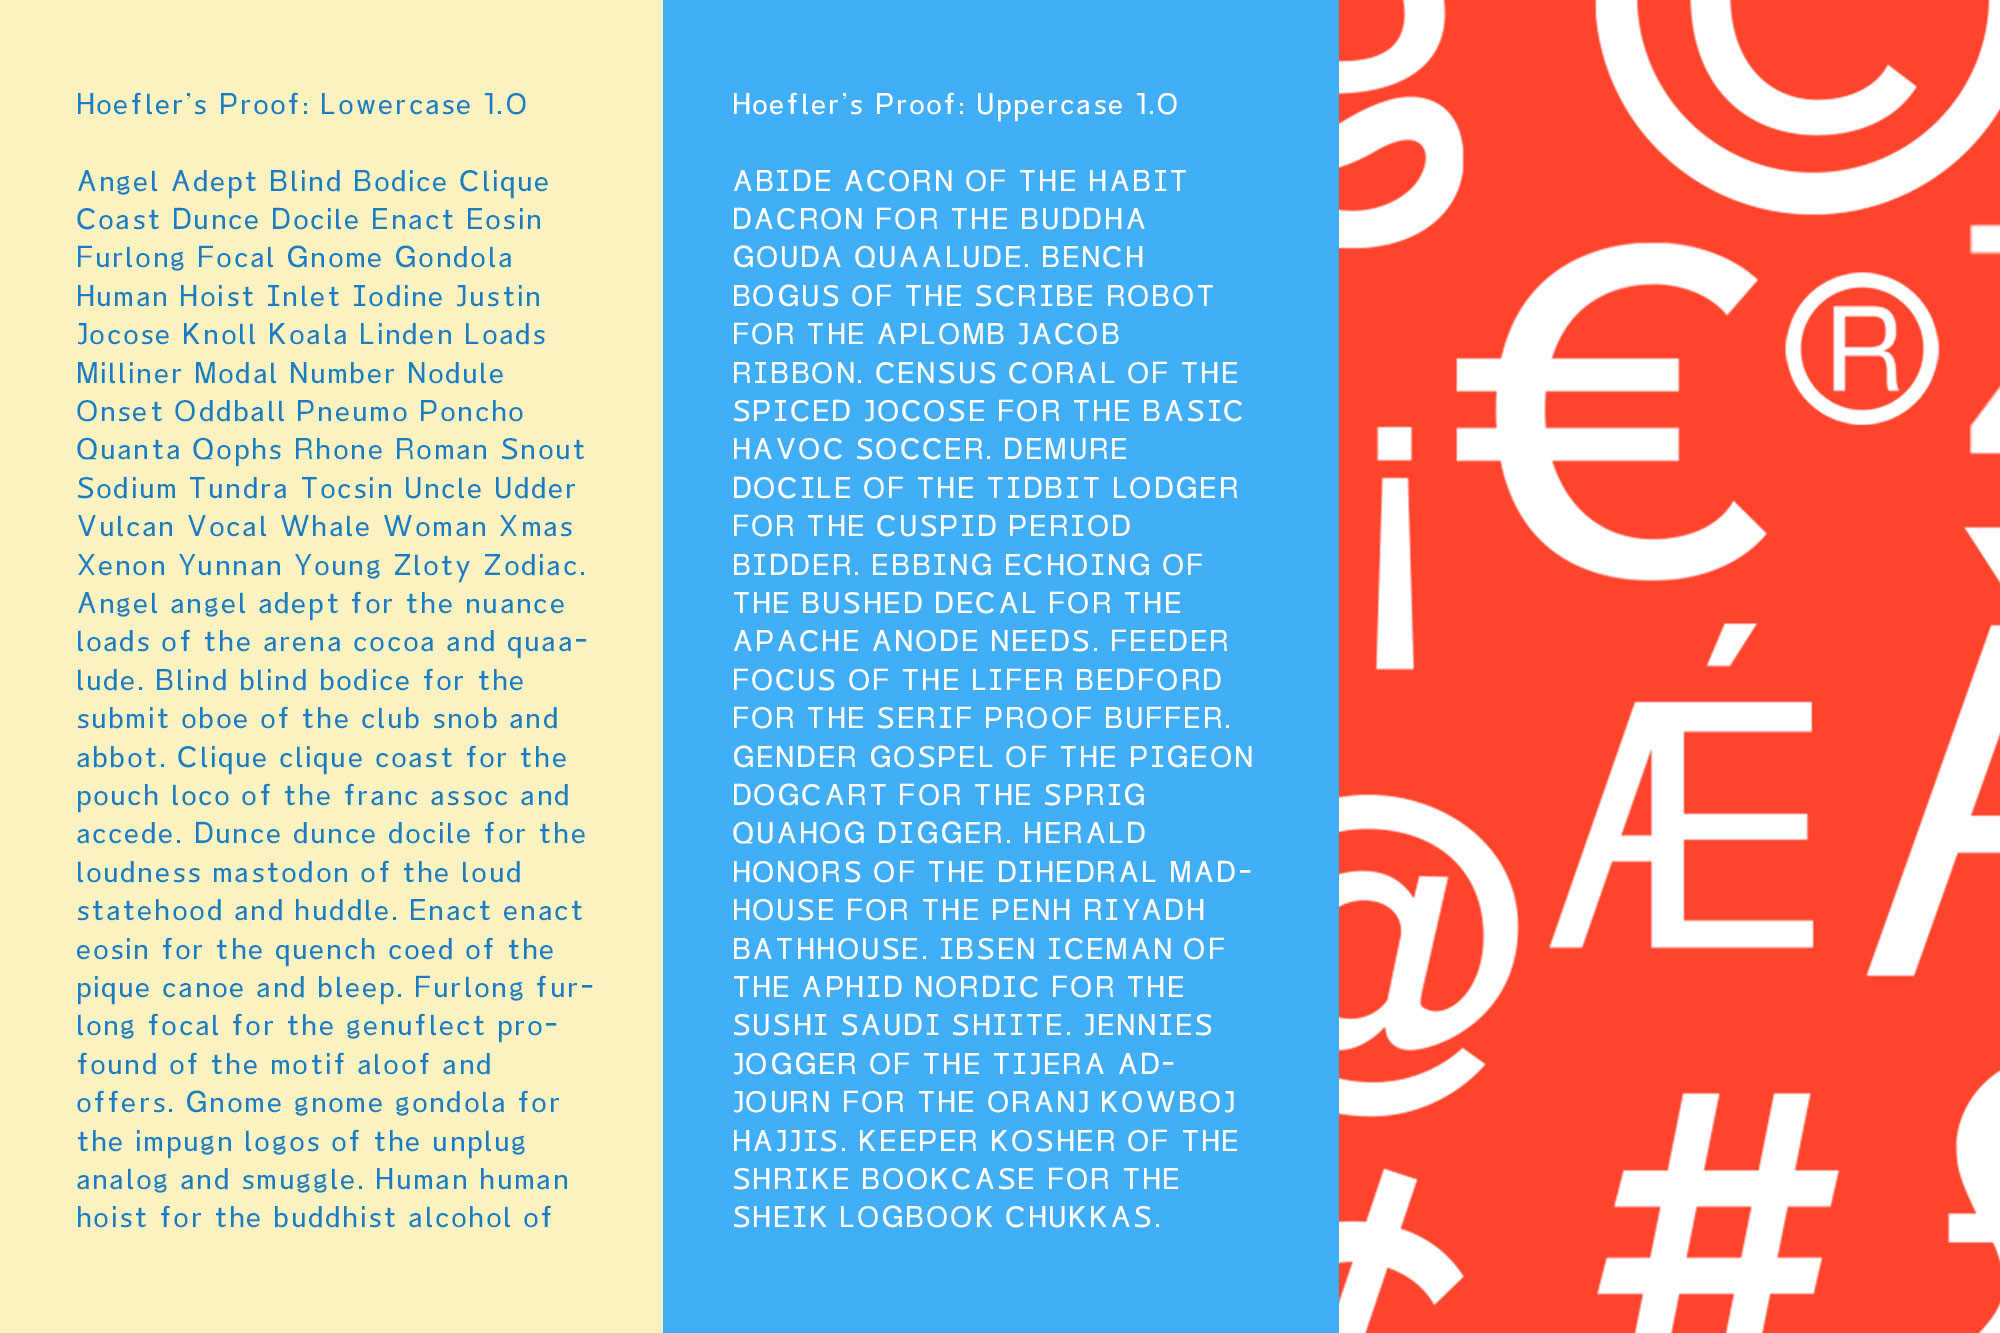 Hoefler's Proof: Lowercase 1.0
Angel Adept Blind Bodice Clique
Coast Dunce Docile Enact Eosin
Furlong Focal Gnome Gondola
Human Hoist Inlet Iodine Justin
Jocose Knoll Koala Linden Loads
Milliner Modal Number Nodule
Onset Oddball Pneumo Poncho
Quanta Qophs Rhone Roman Snout
Sodium Tundra Tocsin Uncle Udder
Vulcan Vocal Whale Woman Xmas
Xenon Yunnan Young Zloty Zodiac.
Angel angel adept for the nuance
loads of the arena cocoa and quaa-
lude. Blind blind bodice for the
submit oboe of the club snob and
abbot. Clique clique coast for the
pouch loco of the franc assoc and
accede. Dunce dunce docile for the
loudness mastodon of the loud
statehood and huddle. Enact enact
eosin for the quench coed of the
pique canoe and bleep. Furlong fur-
long focal for the genuflect pro-
found of the motif aloof and
offers. Gnome gnome gondola for
the impugn logos of the unplug
analog and smuggle. Human human
hoist for the buddhist alcohol of
Hoefler's Proof: Uppercase 1.0
ABIDE ACORN OF THE HABIT
DACRON FOR THE BUDDHA
GOUDA QUAALUDE. BENCH
BOGUS OF THE SCRIBE ROBOT
FOR THE APLOMB JACOB
RIBBON. CENSUS CORAL OF THE
SPICED JOCOSE FOR THE BASIC
HAVOC SOCCER. DEMURE
DOCILE OF THE TIDBIT LODGER
FOR THE CUSPID PERIOD
BIDDER. EBBING ECHOING OF
THE BUSHED DECAL FOR THE
APACHE ANODE NEEDS. FEEDER
FOCUS OF THE LIFER BEDFORD
FOR THE SERIF PROOF BUFFER.
GENDER GOSPEL OF THE PIGEON
DOGCART FOR THE SPRIG
QUAHOG DIGGER. HERALD
HONORS OF THE DIHEDRAL MAD-
HOUSE FOR THE PENH RIYADH
BATHHOUSE. IBSEN ICEMAN OF
THE APHID NORDIC FOR THE
SUSHI SAUDI SHIITE. JENNIES
JOGGER OF THE TIJERA AD-
JOURN FOR THE ORANJ KOWBOJ
HAJJIS. KEEPER KOSHER OF THE
SHRIKE BOOKCASE FOR THE
SHEIK LOGBOOK CHUKKAS.
©
¡ € ®
@ Ǽ
#